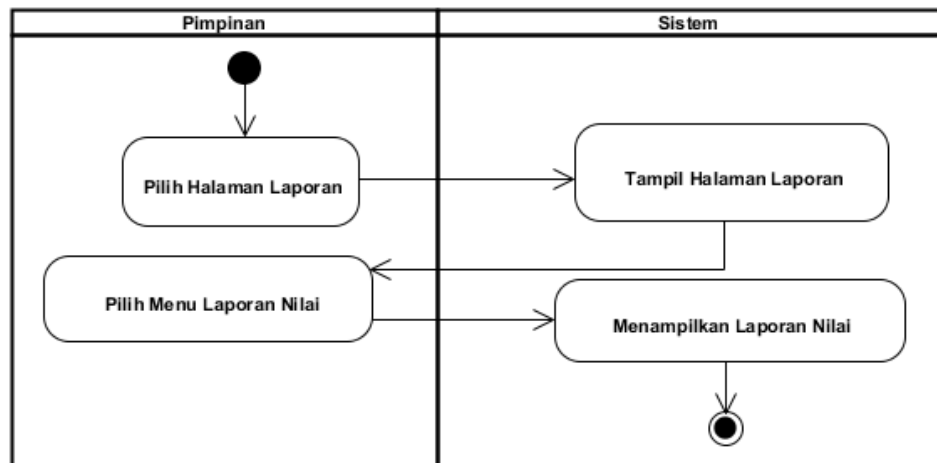 Pimpinan
Sistem
Pilih Halaman Laporan
Tampil Halaman Laporan
Pilih Menu Laporan Nilai
Menampilkan Laporan Nilai